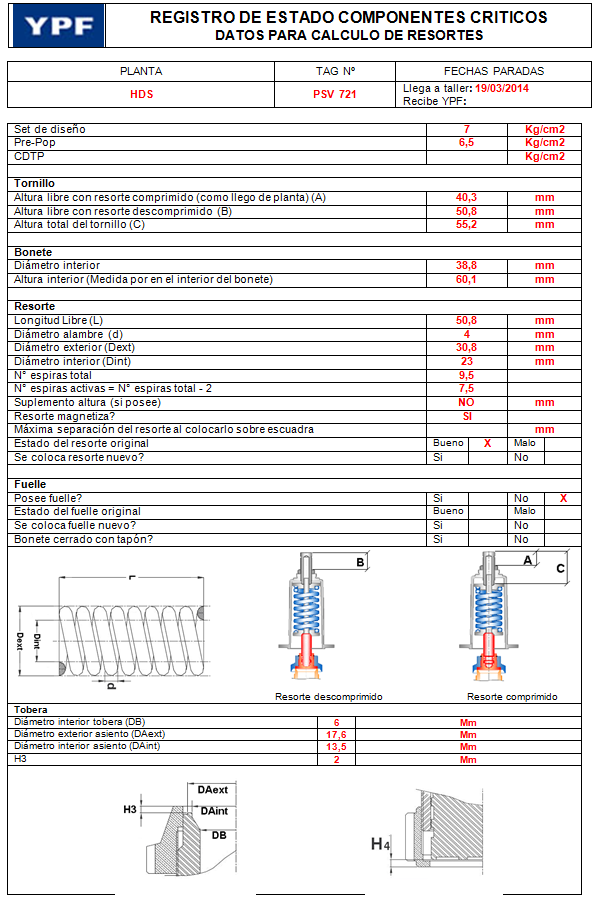 YPF
REGISTRO DE ESTADO COMPONENTES CRITICOS
DATOS PARA CALCULO DE RESORTES
PLANTA TAG Nº FECHAS PARADAS
HDS PSV 721 Llega a taller: 19/03/2014
Recibe YPF:
Set de diseño 7 Kg/cm2
Pre-Pop 6,5 Kg/cm2
CDTP Kg/cm2
Tornillo
Altura libre con resorte comprimido (como llego de planta) (A) 40,3 mm
Altura libre con resorte descomprimido (B) 50,8 mm
Altura total del tornillo (C) 55,2 mm
Bonete
Diámetro interior 38,8 mm
Altura interior (Medida por en el interior del bonete) 60,1 mm
Resorte
Longitud Libre (L) 50,8 mm
Diámetro alambre (d) 4 mm
Diámetro exterior (Dext) 30,8 mm
Diámetro interior (Dint) 23 mm
N° espiras total 9,5
N° espiras activas = N° espiras total - 2 7,5
Suplemento altura (si posee) NO mm
Resorte magnetiza? SI
Máxima separación del resorte al colocarlo sobre escuadra mm
Estado del resorte original Bueno X Malo
Se coloca resorte nuevo? Si No
Fuelle
Posee fuelle? Si No X
Estado del fuelle original Bueno Malo
Se coloca fuelle nuevo? Si No
Bonete cerrado con tapón? Si No
L
Dext
Dint
d
B
A
C
Resorte descomprimido
Resorte comprimido
Tobera
Diámetro interior tobera (DB) 6 Mm
Diámetro exterior asiento (DAext) 17,6 Mm
Diámetro interior asiento (DAint) 13,5 Mm
H3 2 Mm
DAext
H3
DAint
DB
H4